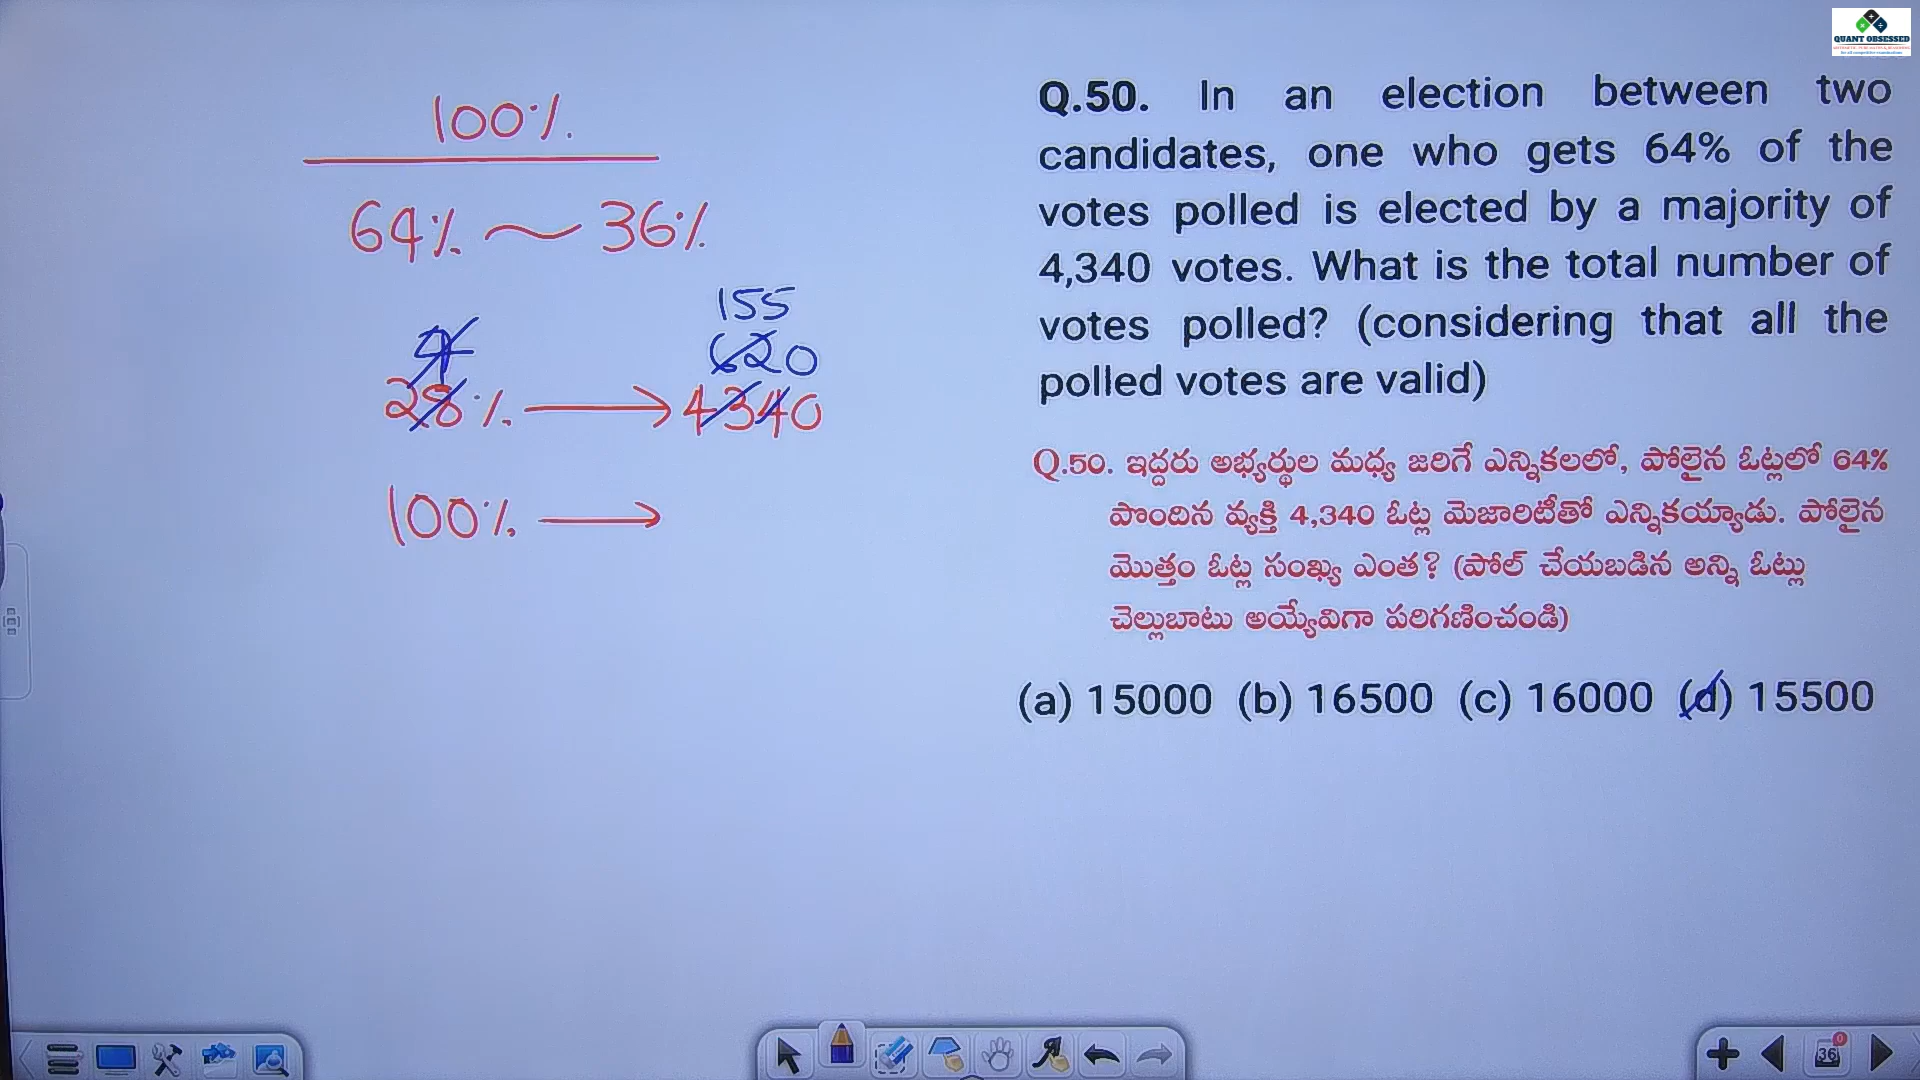 QUANT OBSESSED
100%
64% ~ 36%
155
4 620
28% → 4340
100% →
Q.50. In an election between two
candidates, one who gets 64% of the
votes polled is elected by a majority of
4,340 votes. What is the total number of
votes polled? (considering that all the
polled votes are valid)
Q.50. ఇద్దరు అభ్యర్థుల మధ్య జరిగే ఎన్నికలలో, పోలైన ఓట్లలో 64%
పొందిన వ్యక్తి 4,340 ఓట్ల మెజారిటీతో ఎన్నికయ్యాడు. పోలైన
మొత్తం ఓట్ల సంఖ్య ఎంత? (పోల్ చేయబడిన అన్ని ఓట్లు
చెల్లుబాటు అయ్యేవిగా పరిగణించండి)
(a) 15000 (b) 16500 (c) 16000 (d) 15500
36
0